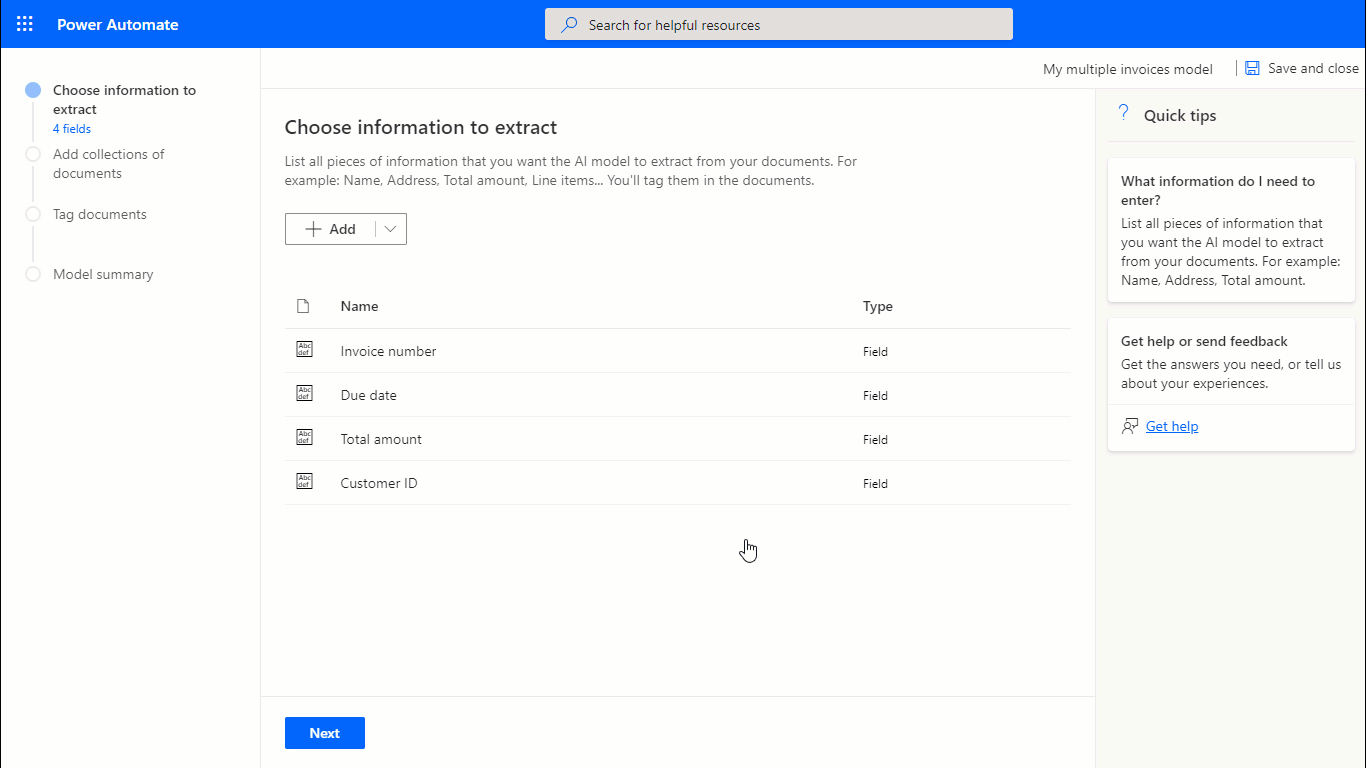 Power Automate
Search for helpful resources
My multiple invoices model
Save and close
Choose information to
extract
4 fields
Add collections of
documents
Tag documents
Model summary
Choose information to extract
List all pieces of information that you want the AI model to extract from your documents. For
example: Name, Address, Total amount, Line items... You'll tag them in the documents.
Add
Name
Type
Abc
def
Invoice number
Field
Abc
def
Due date
Field
Abc
def
Total amount
Field
Abc
def
Customer ID
Field
Next
? Quick tips
What information do I need to
enter?
List all pieces of information that
you want the AI model to extract
from your documents. For example:
Name, Address, Total amount.
Get help or send feedback
Get the answers you need, or tell us
about your experiences.
Get help